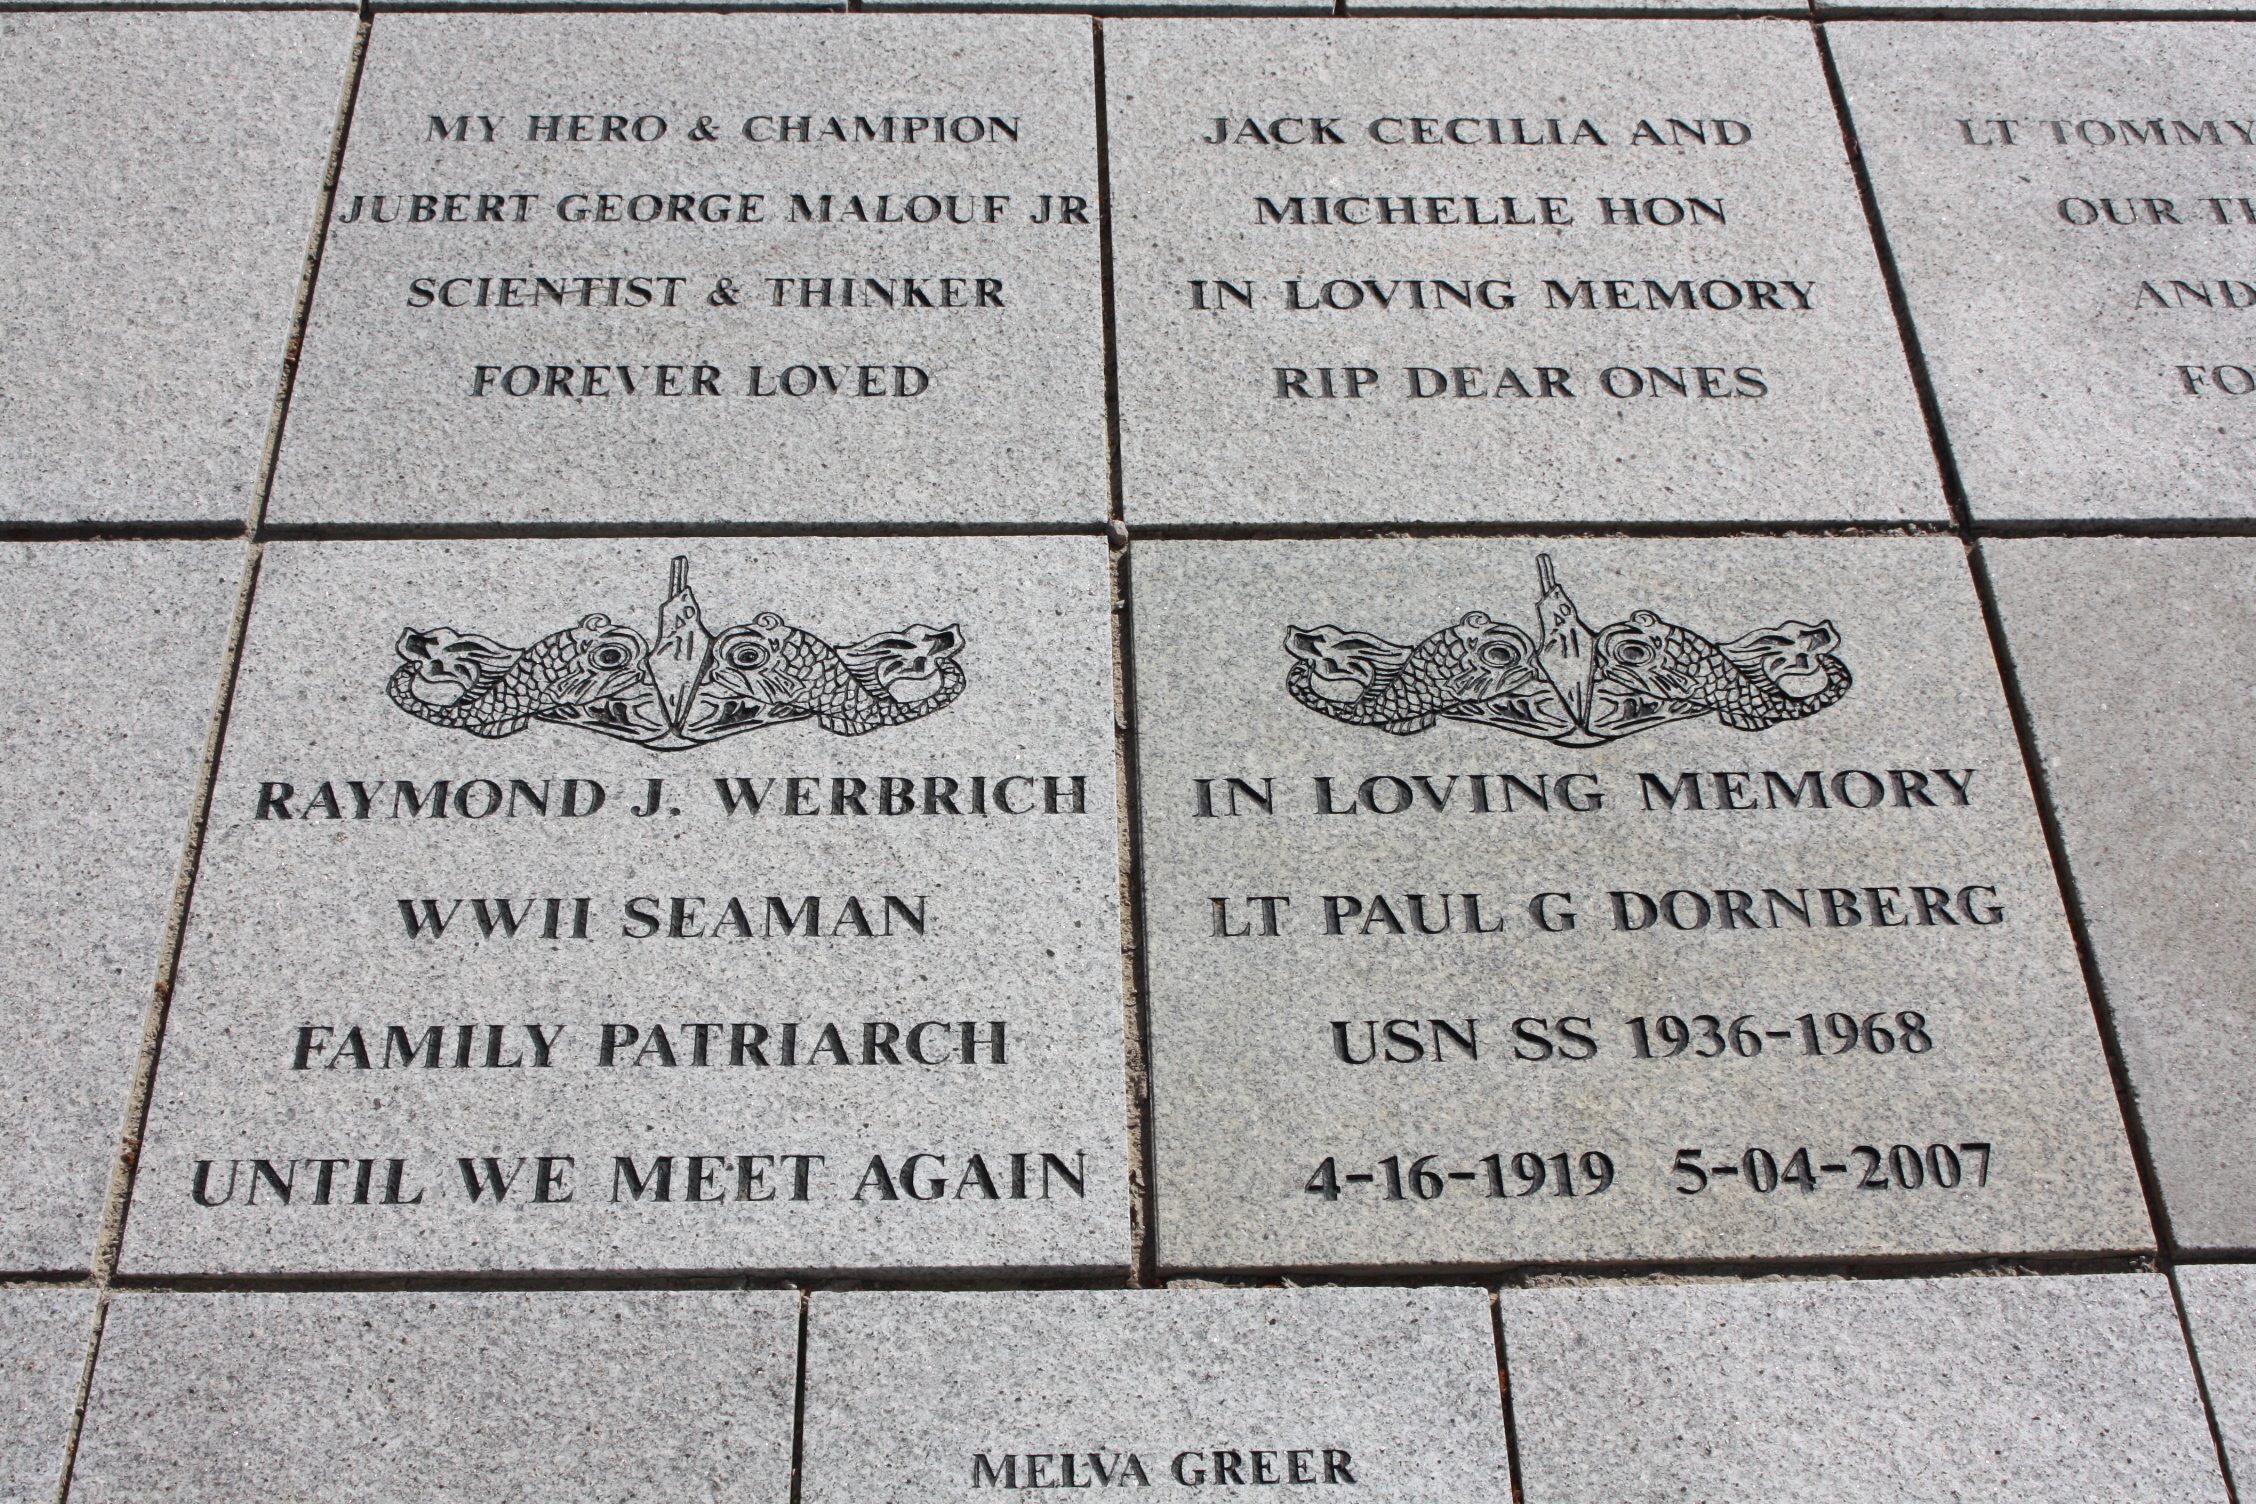 MY HERO & CHAMPION
JUBERT GEORGE MALOUF JR
SCIENTIST & THINKER
FOREVER LOVED
JACK CECILIA AND
MICHELLE HON
IN LOVING MEMORY
RIP DEAR ONES
LT TOMMY
OUR
AND
RAYMOND J. WERBRICH
WWII SEAMAN
FAMILY PATRIARCH
UNTIL WE MEET AGAIN
IN LOVING MEMORY
LT PAUL G DORNBERG
USN SS 1936-1968
4-16-1919 5-04-2007
MELVA GREER